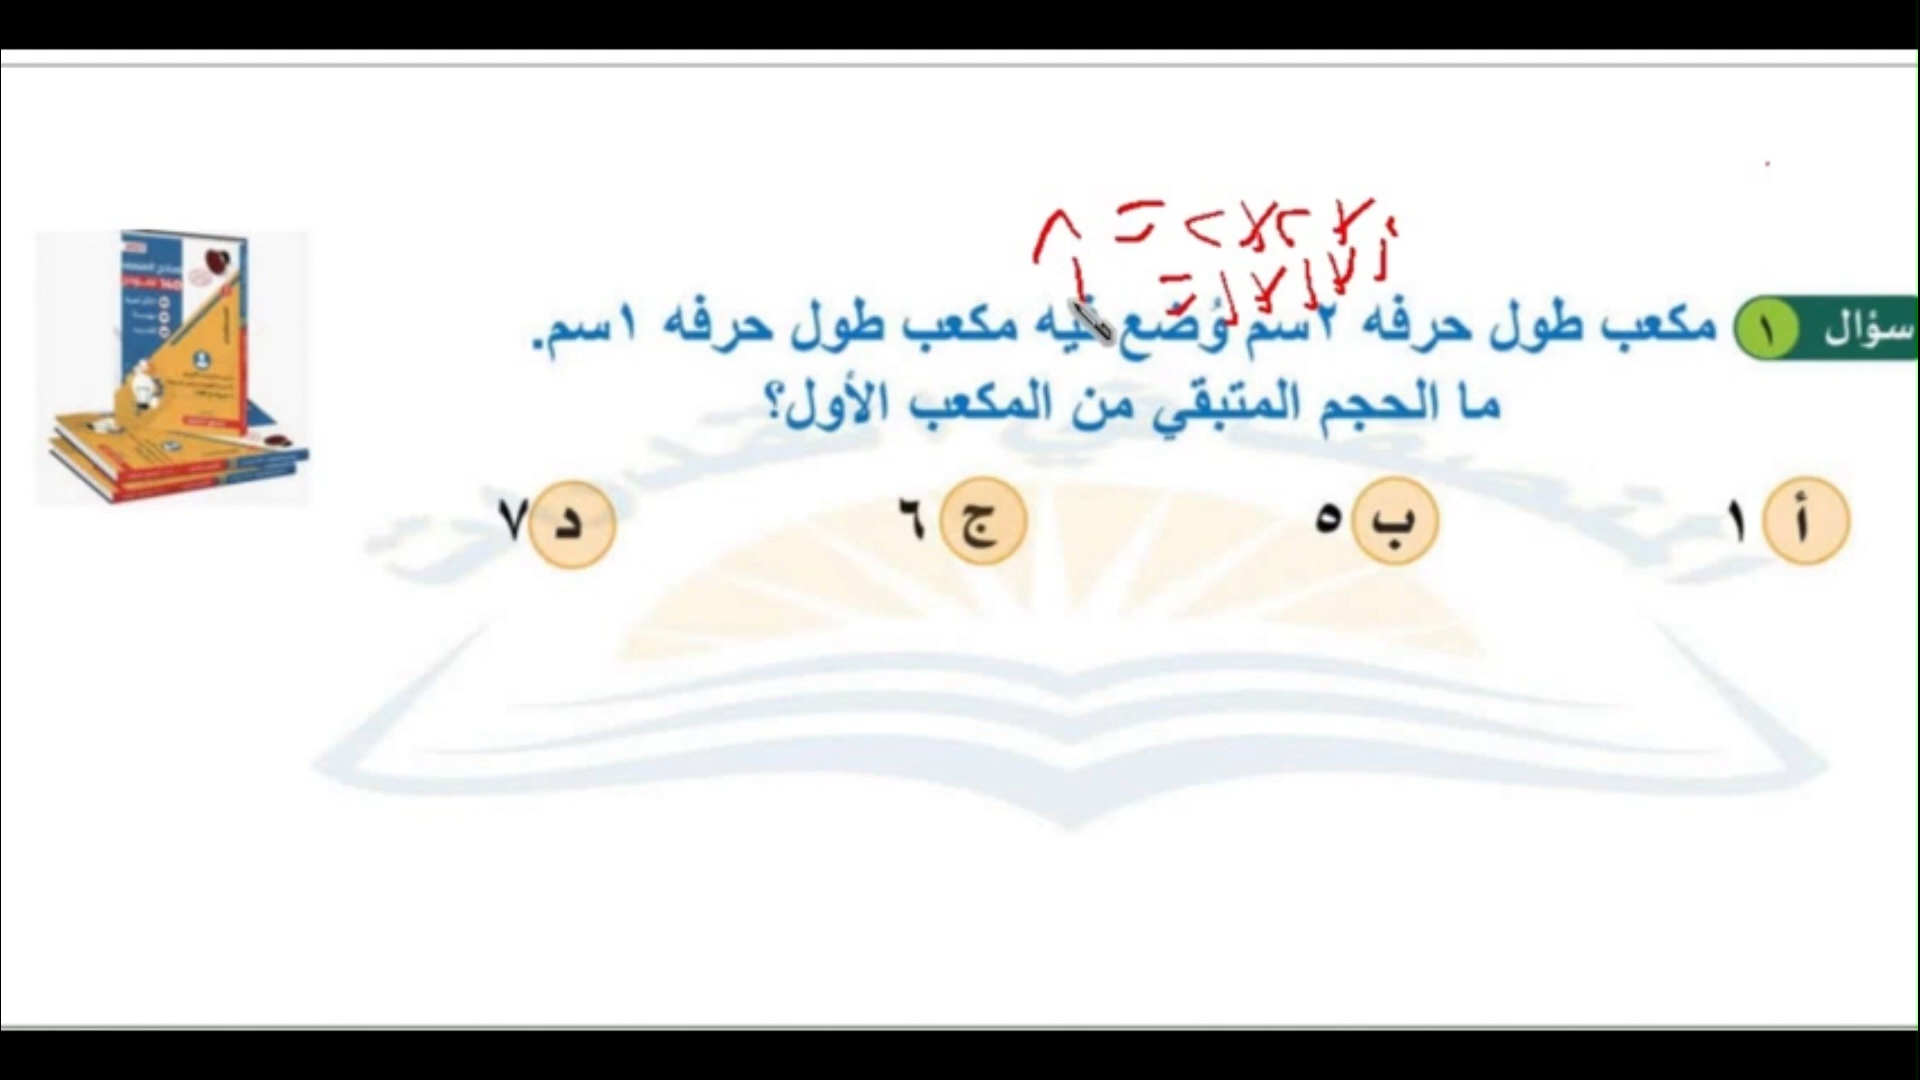 ٢ × ٢ × ٢ = ٨
١ × ١ × ١ = ١
سؤال ١ مكعب طول حرفه ٢سم وُضع فيه مكعب طول حرفه ١سم.
ما الحجم المتبقي من المكعب الأول؟
أ ١ ب ٥ ج ٦ د ٧